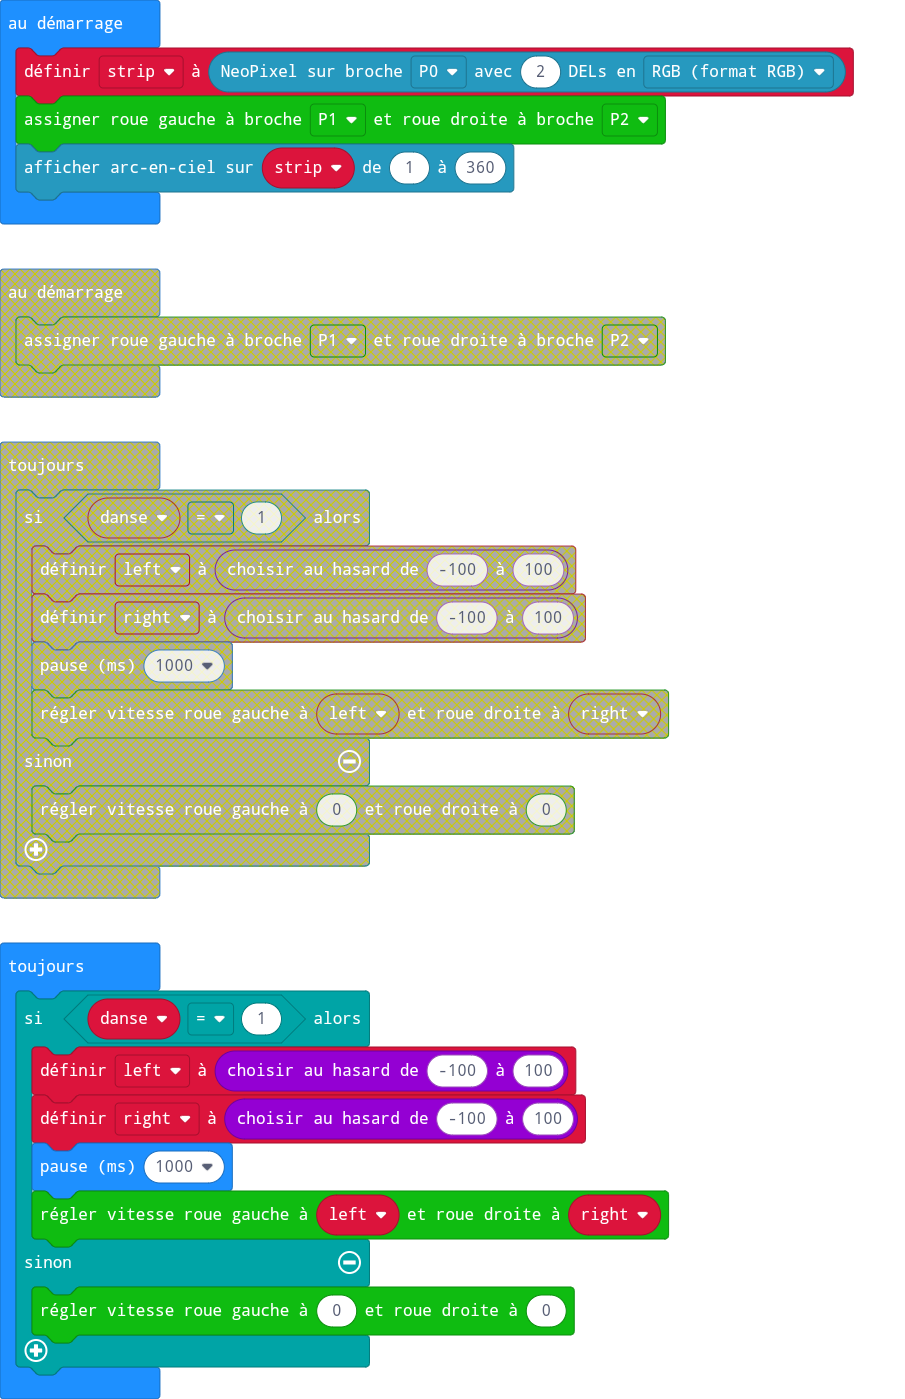 au démarrage
définir strip à NeoPixel sur broche P0 avec 2 DELs en RGB (format RGB)
assigner roue gauche à broche P1 et roue droite à broche P2
afficher arc-en-ciel sur strip de 1 à 360
au démarrage
assigner roue gauche à broche P1 et roue droite à broche P2
toujours
si danse = 1 alors
définir left à choisir au hasard de -100 à 100
définir right à choisir au hasard de -100 à 100
pause (ms) 1000
régler vitesse roue gauche à left et roue droite à right
sinon
régler vitesse roue gauche à 0 et roue droite à 0
toujours
si danse = 1 alors
définir left à choisir au hasard de -100 à 100
définir right à choisir au hasard de -100 à 100
pause (ms) 1000
régler vitesse roue gauche à left et roue droite à right
sinon
régler vitesse roue gauche à 0 et roue droite à 0